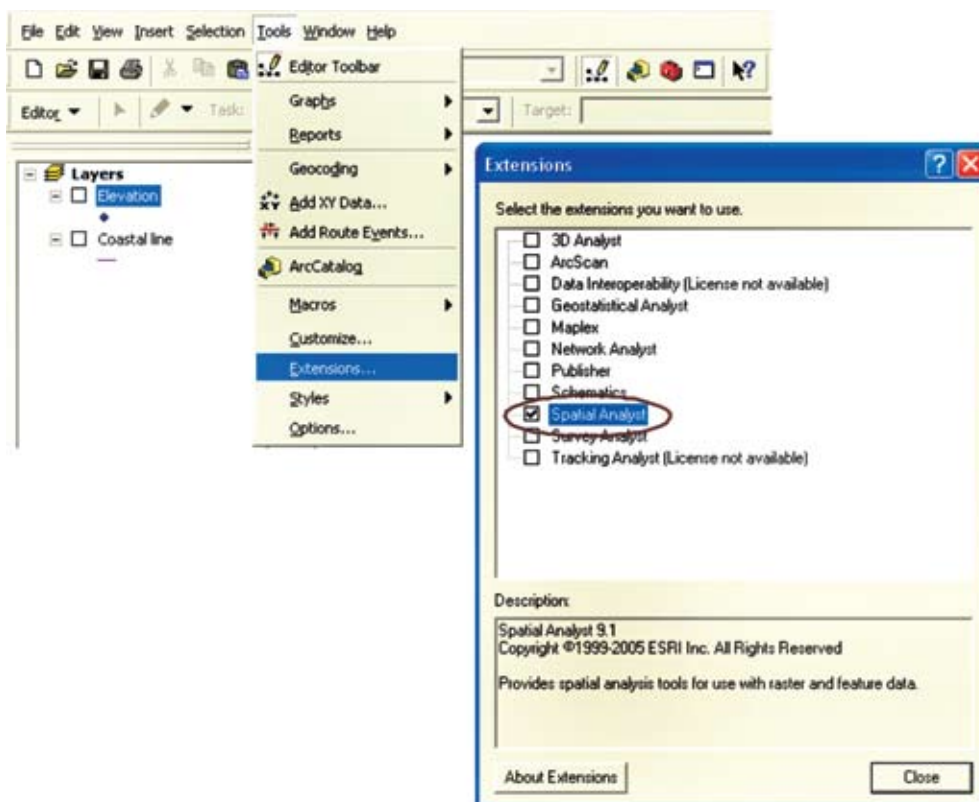 File Edit View Insert Selection Tools Window Help
Editor Task: Target:
Editor Toolbar
Graphs
Reports
Geocoding
Add XY Data...
Add Route Events...
ArcCatalog
Macros
Customize...
Extensions...
Styles
Options...
Layers
Elevation
Coastal line
Extensions
Select the extensions you want to use.
3D Analyst
ArcScan
Data Interoperability (License not available)
Geostatistical Analyst
Maplex
Network Analyst
Publisher
Schematics
Spatial Analyst
Survey Analyst
Tracking Analyst (License not available)
Description:
Spatial Analyst 9.1
Copyright ©1999-2005 ESRI Inc. All Rights Reserved
Provides spatial analysis tools for use with raster and feature data.
About Extensions Close